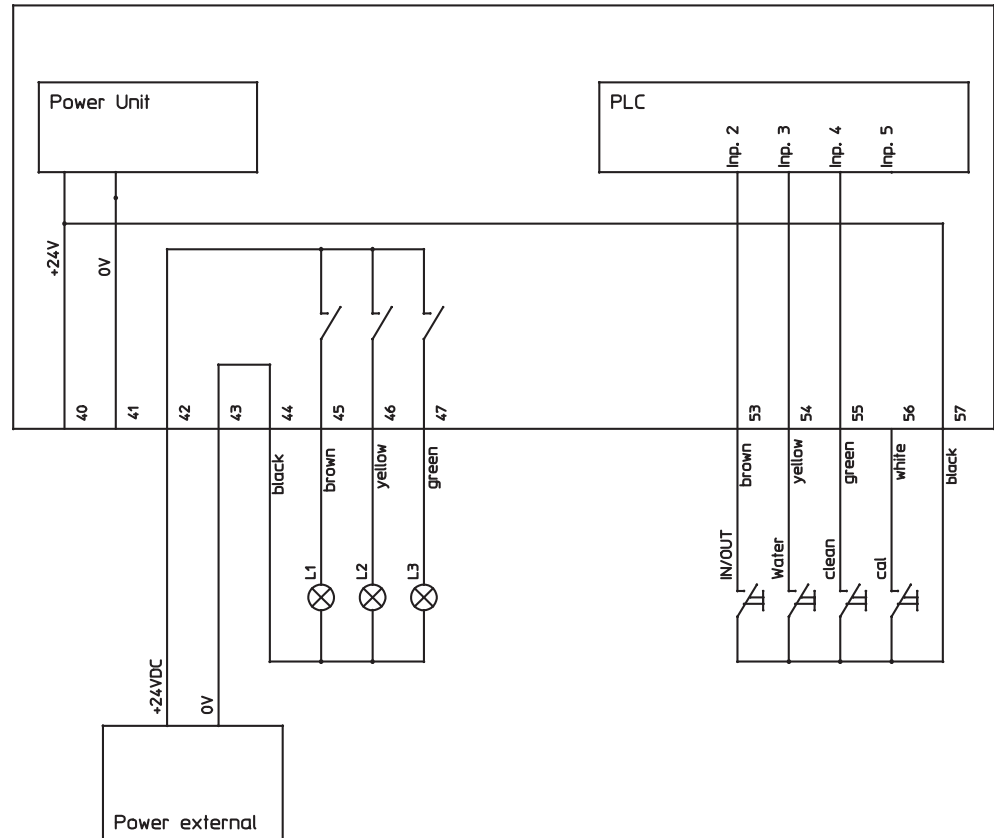 Power Unit
PLC
Inp. 2
Inp. 3
Inp. 4
Inp. 5
+24V
0V
40
41
42
43
44
45
46
47
53
54
55
56
57
black
brown
yellow
green
brown
yellow
green
white
black
L1
L2
L3
IN/OUT
Water
clean
cal
+24VDC
0V
Power external